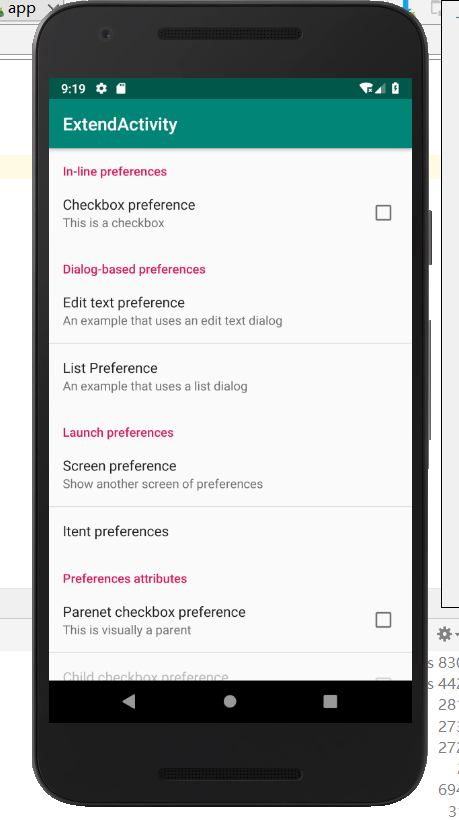 app
9:19
ExtendActivity
In-line preferences
Checkbox preference
This is a checkbox
Dialog-based preferences
Edit text preference
An example that uses an edit text dialog
List Preference
An example that uses a list dialog
Launch preferences
Screen preference
Show another screen of preferences
Itent preferences
Preferences attributes
Parenet checkbox preference
This is visually a parent
Child checkbox preference
s 830
s 442
281
273
272
694